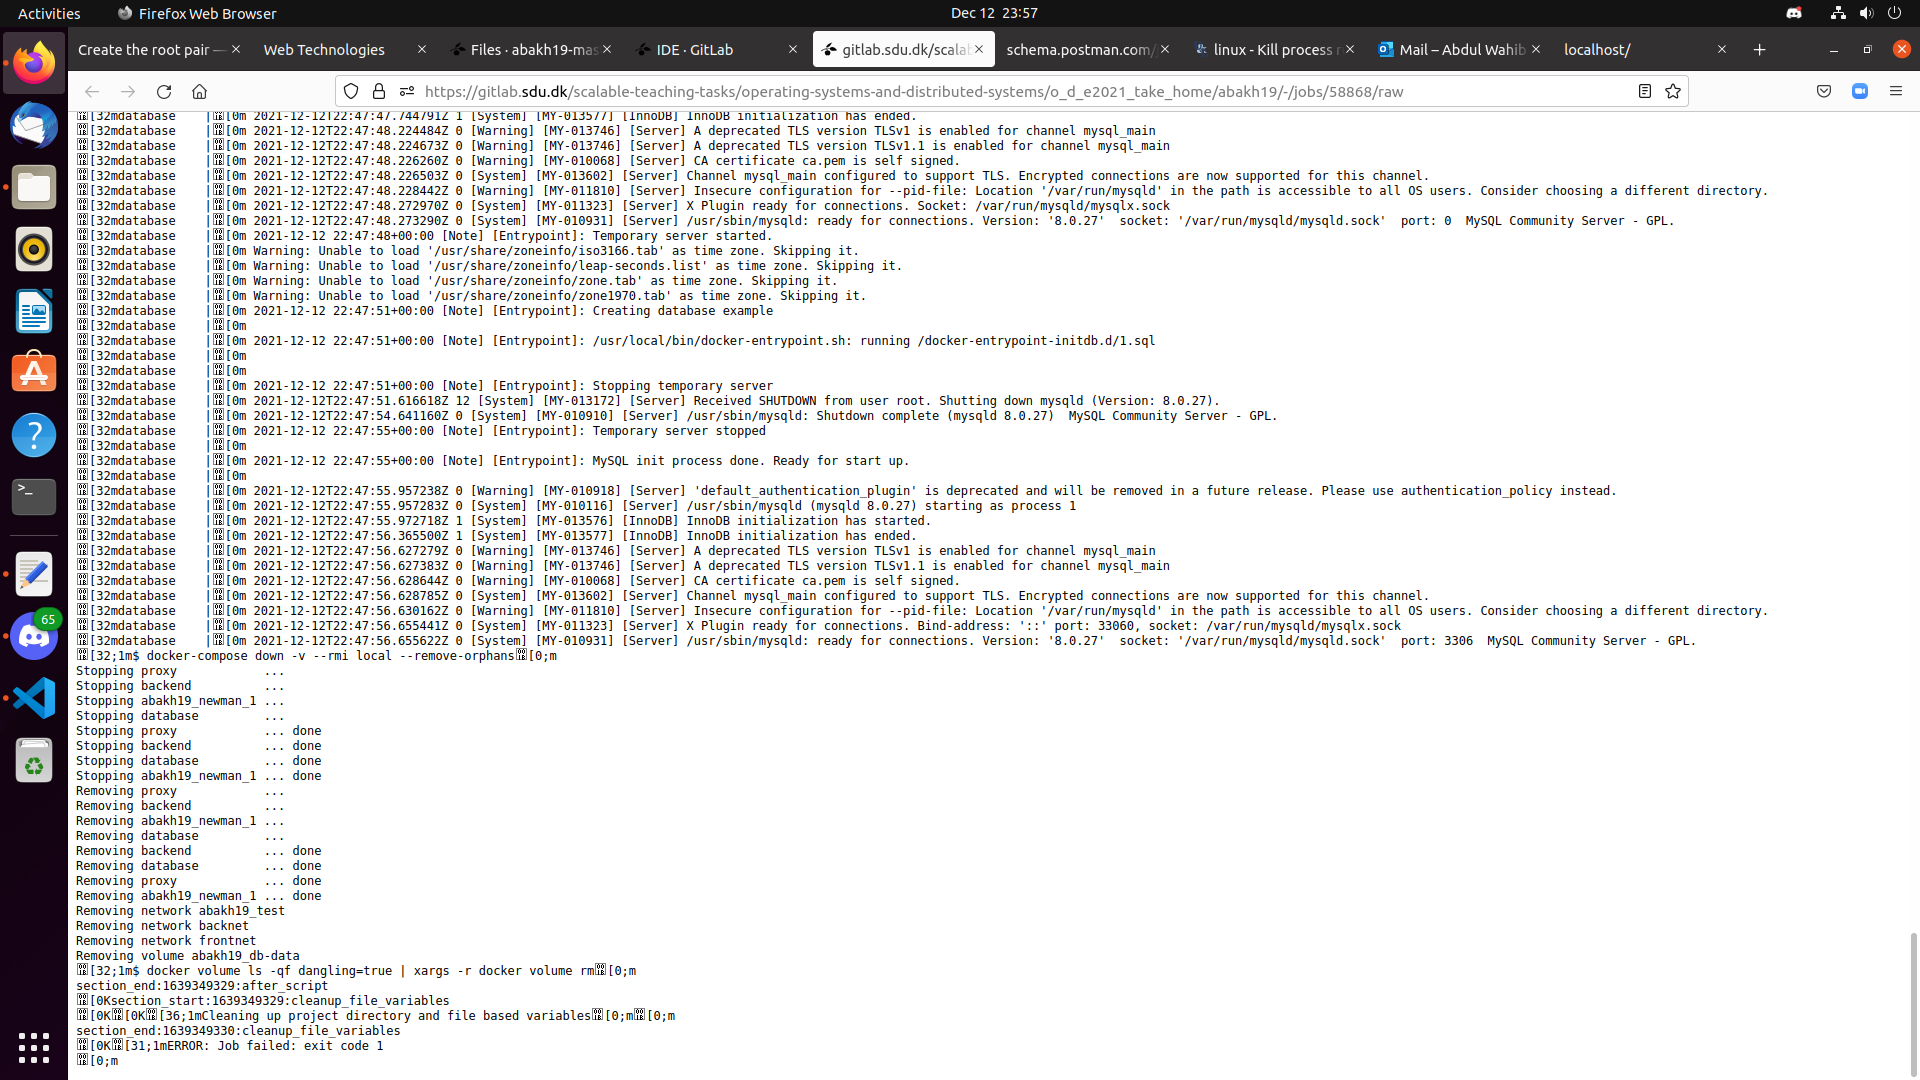 Activities
Firefox Web Browser
Dec 12 23:57
Create the root pair —
Web Technologies
Files · abakh19-mas
IDE · GitLab
gitlab.sdu.dk/scalab
schema.postman.com/
linux - Kill process r
Mail – Abdul Wahib
localhost/
https://gitlab.sdu.dk/scalable-teaching-tasks/operating-systems-and-distributed-systems/o_d_e2021_take_home/abakh19/-/jobs/58868/raw
[32mdatabase | [0m 2021-12-12T22:47:47.744791Z 1 [System] [MY-013577] [InnoDB] InnoDB initialization has ended.
[32mdatabase | [0m 2021-12-12T22:47:48.224484Z 0 [Warning] [MY-013746] [Server] A deprecated TLS version TLSv1 is enabled for channel mysql_main
[32mdatabase | [0m 2021-12-12T22:47:48.224673Z 0 [Warning] [MY-013746] [Server] A deprecated TLS version TLSv1.1 is enabled for channel mysql_main
[32mdatabase | [0m 2021-12-12T22:47:48.226260Z 0 [Warning] [MY-010068] [Server] CA certificate ca.pem is self signed.
[32mdatabase | [0m 2021-12-12T22:47:48.226503Z 0 [System] [MY-013602] [Server] Channel mysql_main configured to support TLS. Encrypted connections are now supported for this channel.
[32mdatabase | [0m 2021-12-12T22:47:48.228442Z 0 [Warning] [MY-011810] [Server] Insecure configuration for --pid-file: Location '/var/run/mysqld' in the path is accessible to all OS users. Consider choosing a different directory.
[32mdatabase | [0m 2021-12-12T22:47:48.272970Z 0 [System] [MY-011323] [Server] X Plugin ready for connections. Socket: /var/run/mysqld/mysqlx.sock
[32mdatabase | [0m 2021-12-12T22:47:48.273290Z 0 [System] [MY-010931] [Server] /usr/sbin/mysqld: ready for connections. Version: '8.0.27'  socket: '/var/run/mysqld/mysqld.sock'  port: 0  MySQL Community Server - GPL.
[32mdatabase | [0m 2021-12-12 22:47:48+00:00 [Note] [Entrypoint]: Temporary server started.
[32mdatabase | [0m Warning: Unable to load '/usr/share/zoneinfo/iso3166.tab' as time zone. Skipping it.
[32mdatabase | [0m Warning: Unable to load '/usr/share/zoneinfo/leap-seconds.list' as time zone. Skipping it.
[32mdatabase | [0m Warning: Unable to load '/usr/share/zoneinfo/zone.tab' as time zone. Skipping it.
[32mdatabase | [0m Warning: Unable to load '/usr/share/zoneinfo/zone1970.tab' as time zone. Skipping it.
[32mdatabase | [0m 2021-12-12 22:47:51+00:00 [Note] [Entrypoint]: Creating database example
[32mdatabase | [0m
[32mdatabase | [0m 2021-12-12 22:47:51+00:00 [Note] [Entrypoint]: /usr/local/bin/docker-entrypoint.sh: running /docker-entrypoint-initdb.d/1.sql
[32mdatabase | [0m
[32mdatabase | [0m
[32mdatabase | [0m 2021-12-12 22:47:51+00:00 [Note] [Entrypoint]: Stopping temporary server
[32mdatabase | [0m 2021-12-12T22:47:51.616618Z 12 [System] [MY-013172] [Server] Received SHUTDOWN from user root. Shutting down mysqld (Version: 8.0.27).
[32mdatabase | [0m 2021-12-12T22:47:54.641160Z 0 [System] [MY-010910] [Server] /usr/sbin/mysqld: Shutdown complete (mysqld 8.0.27)  MySQL Community Server - GPL.
[32mdatabase | [0m 2021-12-12 22:47:55+00:00 [Note] [Entrypoint]: Temporary server stopped
[32mdatabase | [0m
[32mdatabase | [0m 2021-12-12 22:47:55+00:00 [Note] [Entrypoint]: MySQL init process done. Ready for start up.
[32mdatabase | [0m
[32mdatabase | [0m 2021-12-12T22:47:55.957238Z 0 [Warning] [MY-010918] [Server] 'default_authentication_plugin' is deprecated and will be removed in a future release. Please use authentication_policy instead.
[32mdatabase | [0m 2021-12-12T22:47:55.957283Z 0 [System] [MY-010116] [Server] /usr/sbin/mysqld (mysqld 8.0.27) starting as process 1
[32mdatabase | [0m 2021-12-12T22:47:55.972718Z 1 [System] [MY-013576] [InnoDB] InnoDB initialization has started.
[32mdatabase | [0m 2021-12-12T22:47:56.365500Z 1 [System] [MY-013577] [InnoDB] InnoDB initialization has ended.
[32mdatabase | [0m 2021-12-12T22:47:56.627279Z 0 [Warning] [MY-013746] [Server] A deprecated TLS version TLSv1 is enabled for channel mysql_main
[32mdatabase | [0m 2021-12-12T22:47:56.627383Z 0 [Warning] [MY-013746] [Server] A deprecated TLS version TLSv1.1 is enabled for channel mysql_main
[32mdatabase | [0m 2021-12-12T22:47:56.628644Z 0 [Warning] [MY-010068] [Server] CA certificate ca.pem is self signed.
[32mdatabase | [0m 2021-12-12T22:47:56.628785Z 0 [System] [MY-013602] [Server] Channel mysql_main configured to support TLS. Encrypted connections are now supported for this channel.
[32mdatabase | [0m 2021-12-12T22:47:56.630162Z 0 [Warning] [MY-011810] [Server] Insecure configuration for --pid-file: Location '/var/run/mysqld' in the path is accessible to all OS users. Consider choosing a different directory.
[32mdatabase | [0m 2021-12-12T22:47:56.655441Z 0 [System] [MY-011323] [Server] X Plugin ready for connections. Bind-address: '::' port: 33060, socket: /var/run/mysqld/mysqlx.sock
[32mdatabase | [0m 2021-12-12T22:47:56.655622Z 0 [System] [MY-010931] [Server] /usr/sbin/mysqld: ready for connections. Version: '8.0.27'  socket: '/var/run/mysqld/mysqld.sock'  port: 3306  MySQL Community Server - GPL.
[32;1m$ docker-compose down -v --rmi local --remove-orphans[0;m
Stopping proxy ...
Stopping backend ...
Stopping abakh19_newman_1 ...
Stopping database ...
Stopping proxy ... done
Stopping backend ... done
Stopping database ... done
Stopping abakh19_newman_1 ... done
Removing proxy ...
Removing backend ...
Removing abakh19_newman_1 ...
Removing database ...
Removing backend ... done
Removing database ... done
Removing proxy ... done
Removing abakh19_newman_1 ... done
Removing network abakh19_test
Removing network backnet
Removing network frontnet
Removing volume abakh19_db-data
[32;1m$ docker volume ls -qf dangling=true | xargs -r docker volume rm[0;m
section_end:1639349329:after_script
[0Ksection_start:1639349329:cleanup_file_variables
[0K[0K[36;1mCleaning up project directory and file based variables[0;m[0;m
section_end:1639349330:cleanup_file_variables
[0K[31;1mERROR: Job failed: exit code 1
[0;m
65